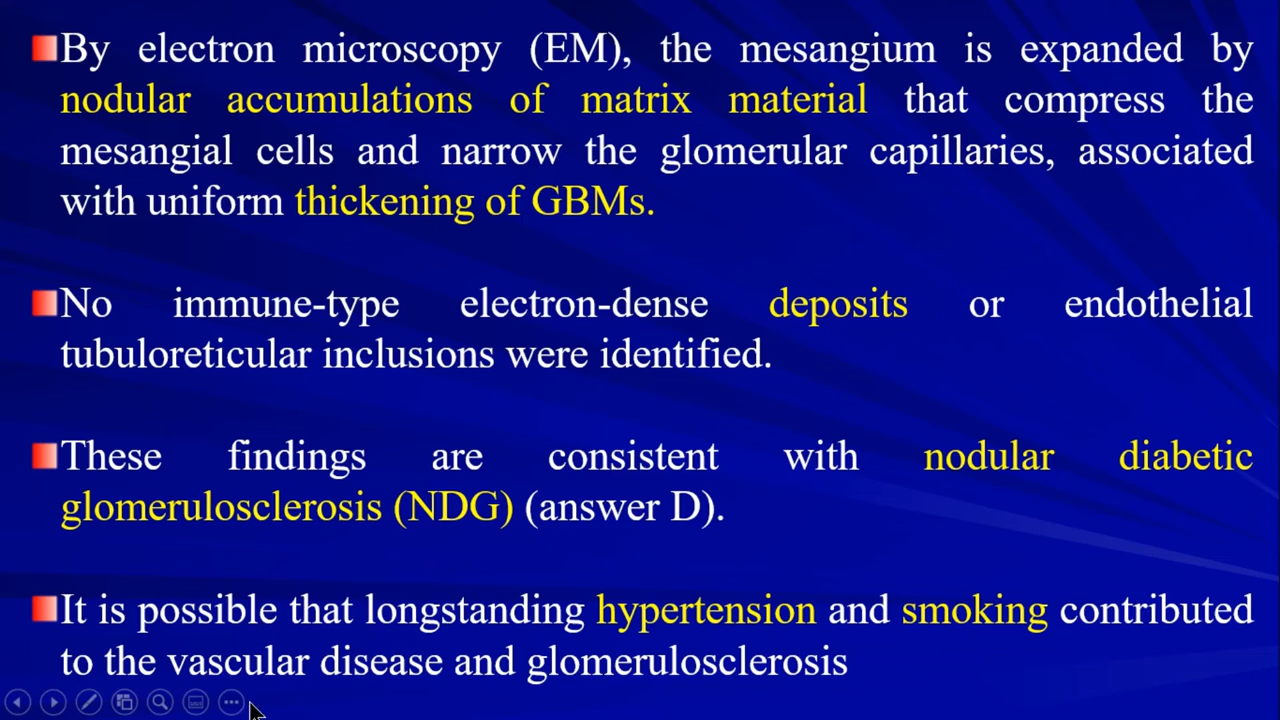 By electron microscopy (EM), the mesangium is expanded by
nodular accumulations of matrix material that compress the
mesangial cells and narrow the glomerular capillaries, associated
with uniform thickening of GBMs.
No immune-type electron-dense deposits or endothelial
tubuloreticular inclusions were identified.
These findings are consistent with nodular diabetic
glomerulosclerosis (NDG) (answer D).
It is possible that longstanding hypertension and smoking contributed
to the vascular disease and glomerulosclerosis